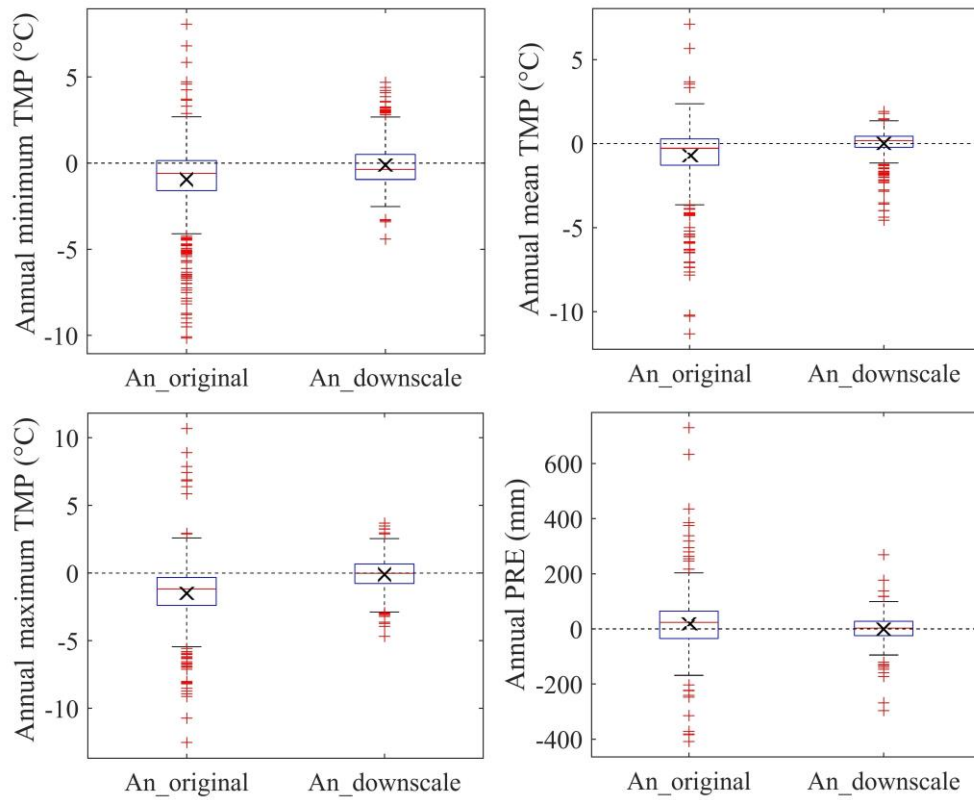 Annual minimum TMP (°C)
5
0
-5
-10
An_original An_downscale
Annual mean TMP (°C)
5
0
-5
-10
An_original An_downscale
Annual maximum TMP (°C)
10
5
0
-5
-10
An_original An_downscale
Annual PRE (mm)
600
400
200
0
-200
-400
An_original An_downscale